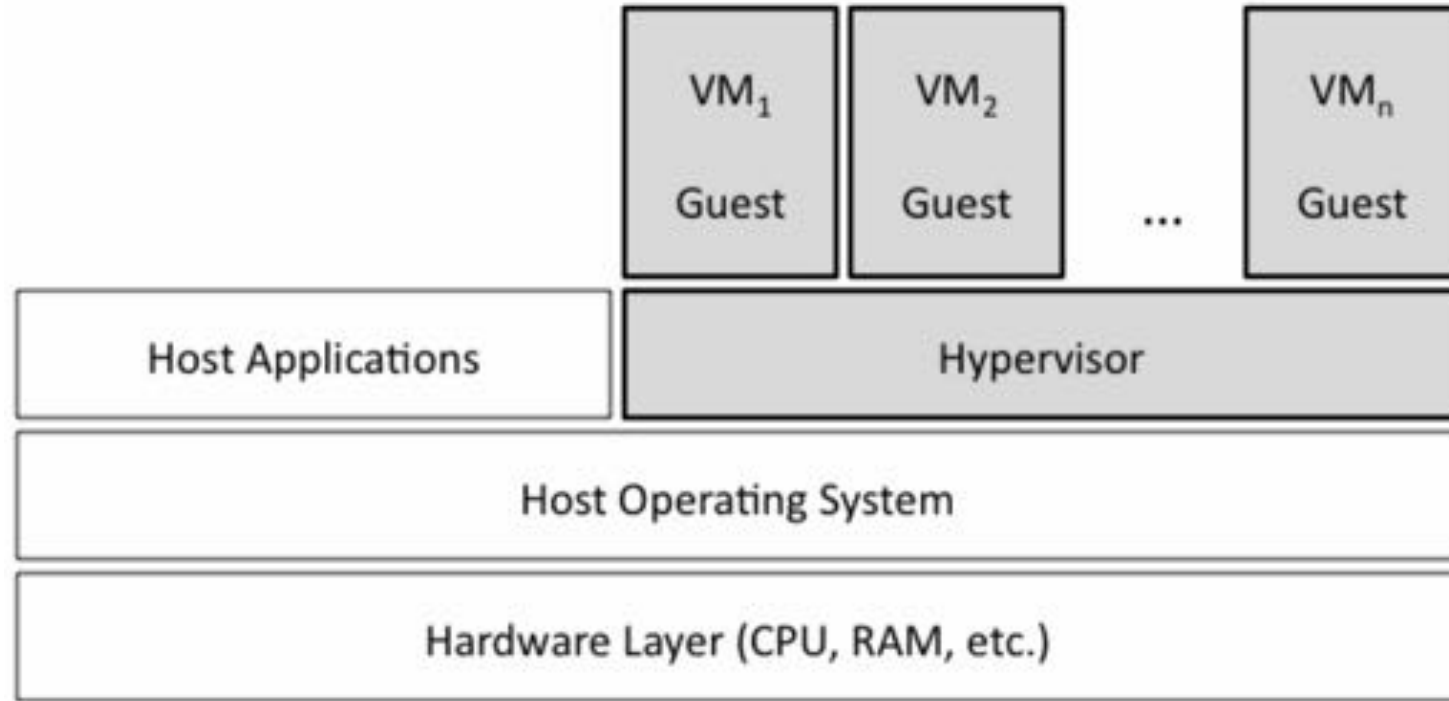 VM₁ VM₂ VMₙ
Guest Guest ... Guest
Host Applications Hypervisor
Host Operating System
Hardware Layer (CPU, RAM, etc.)